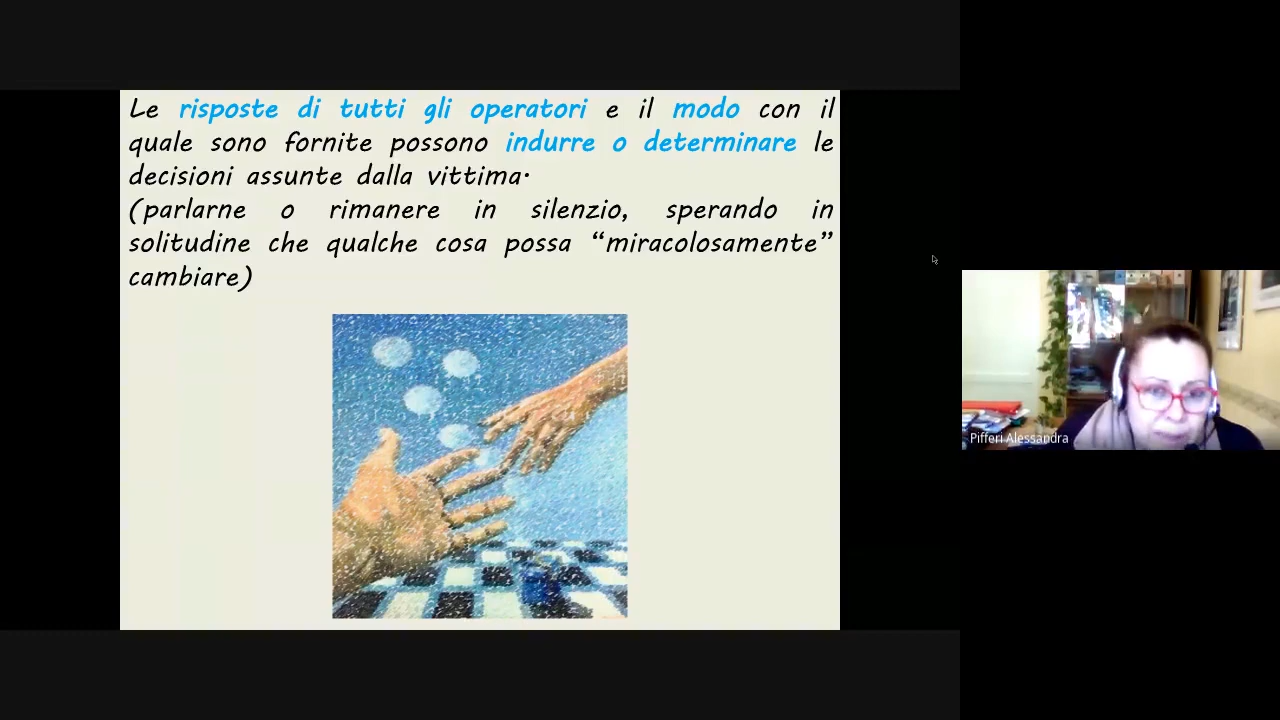 Le risposte di tutti gli operatori e il modo con il
quale sono fornite possono indurre o determinare le
decisioni assunte dalla vittima.
(parlarne o rimanere in silenzio, sperando in
solitudine che qualche cosa possa “miracolosamente”
cambiare)
Pifferi Alessandra